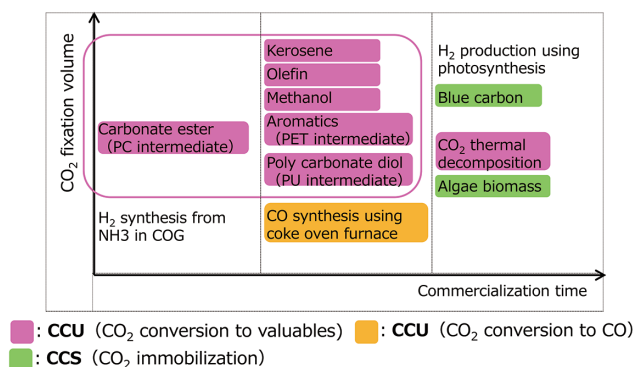 CO₂ fixation volume
Kerosene
Olefin
Methanol
Aromatics
(PET intermediate)
Poly carbonate diol
(PU intermediate)
Carbonate ester
(PC intermediate)
H₂ production using
photosynthesis
Blue carbon
CO₂ thermal
decomposition
Algae biomass
H₂ synthesis from
NH3 in COG
CO synthesis using
coke oven furnace
Commercialization time
: CCU (CO₂ conversion to valuables)
: CCU (CO₂ conversion to CO)
: CCS (CO₂ immobilization)